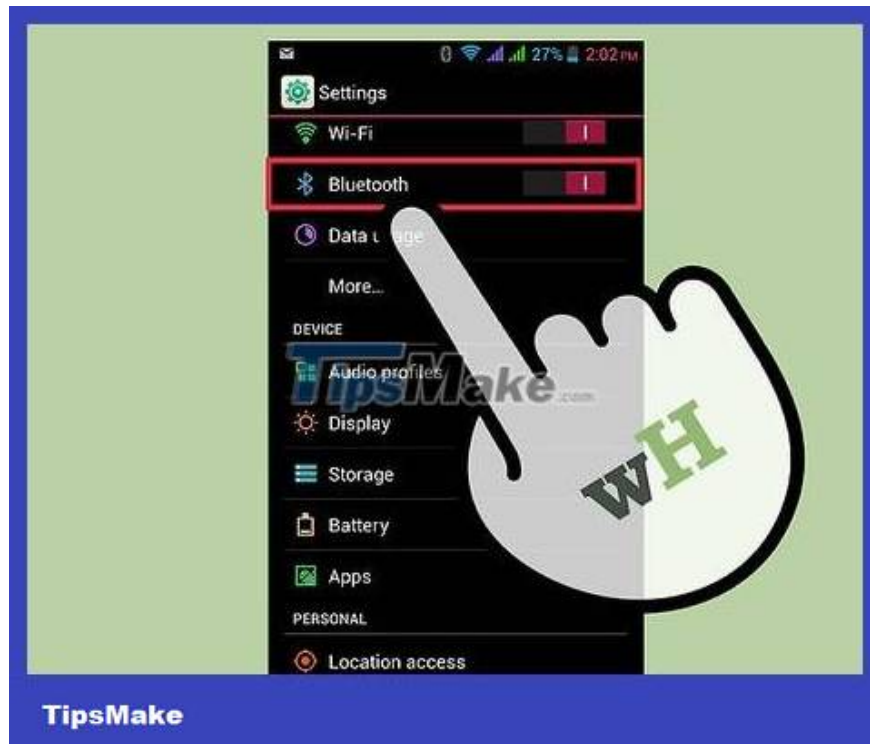 27% 2:02 PM
Settings
Wi-Fi
Bluetooth
Data usage
More...
DEVICE
Audio profiles
TipsMake.com
Display
wH
Storage
Battery
Apps
PERSONAL
Location access
TipsMake